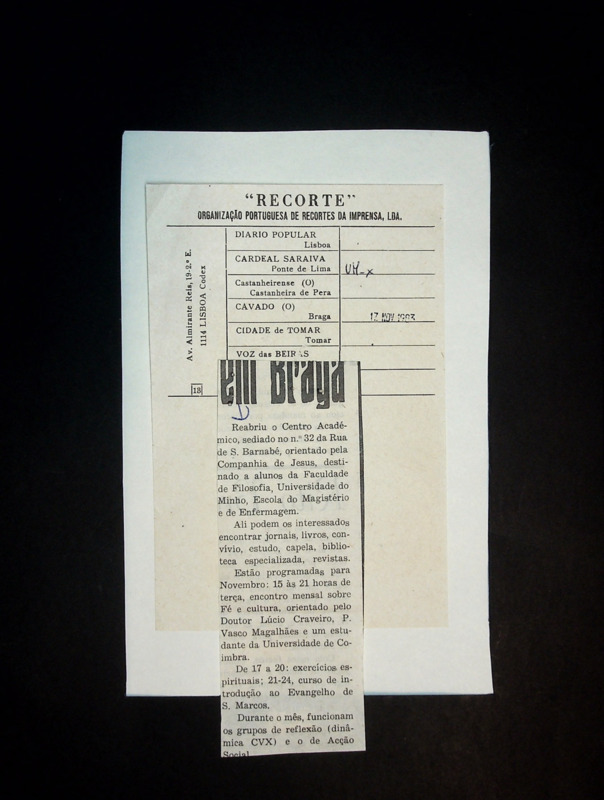 "RECORTE"
ORGANIZAÇÃO PORTUGUESA DE RECORTES DA IMPRENSA, LDA.
Av. Almirante Reis, 19-2.º E.
1114 LISBOA Codex
13
DIARIO POPULAR
Lisboa
CARDEAL SARAIVA
Ponte de Lima
Castanheirense (O)
Castanheira de Pera
CAVADO (O)
Braga
17 NOV
CIDADE de TOMAR
Tomar
VOZ das BEIRAS
em Braga
Reabriu o Centro Acadé-
mico, sediado no n.º 32 da Rua
de S. Barnabé, orientado pela
Companhia de Jesus, desti-
nado a alunos da Faculdade
de Filosofia, Universidade do
Minho, Escola do Magistério
e de Enfermagem.
Ali podem os interessados
encontrar jornais, livros, con-
vívio, estudo, capela, biblio-
teca especializada, revistas.
Estão programadas para
Novembro: 15 às 21 horas de
terça, encontro mensal sobre
Fé e cultura, orientado pelo
Doutor Lúcio Craveiro, P.
Vasco Magalhães e um estu-
dante da Universidade de Co-
imbra.
De 17 a 20: exercícios es-
pirituais; 21-24, curso de in-
trodução ao Evangelho de
S. Marcos.
Durante o mês, funcionam
os grupos de reflexão (dinâ-
mica CVX) e o de Acção
Social.